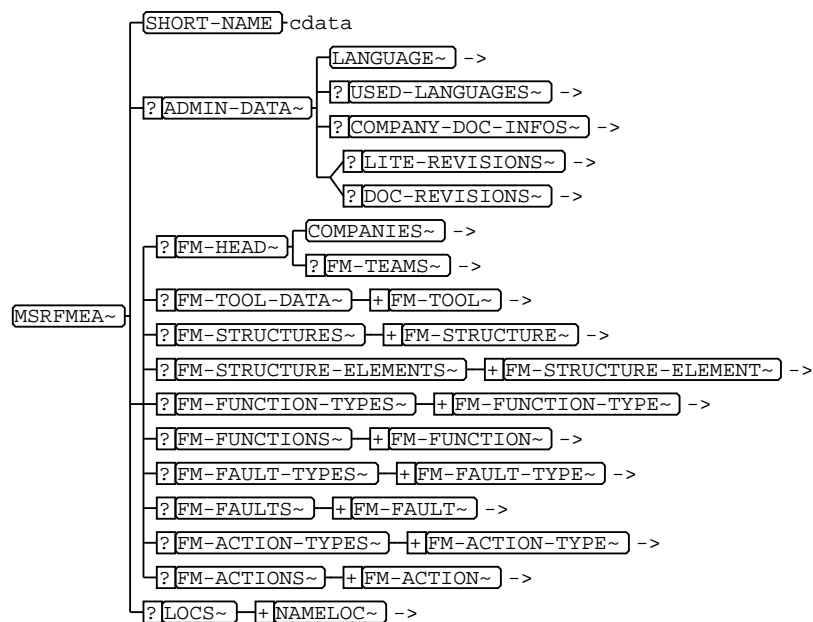 SHORT-NAME cdata
LANGUAGE~ ->
? USED-LANGUAGES~ ->
? ADMIN-DATA~
? COMPANY-DOC-INFOS~ ->
? LITE-REVISIONS~ ->
? DOC-REVISIONS~ ->
COMPANIES~ ->
? FM-HEAD~
? FM-TEAMS~ ->
? FM-TOOL-DATA~ + FM-TOOL~ ->
MSRFMEA~
? FM-STRUCTURES~ + FM-STRUCTURE~ ->
? FM-STRUCTURE-ELEMENTS~ + FM-STRUCTURE-ELEMENT~ ->
? FM-FUNCTION-TYPES~ + FM-FUNCTION-TYPE~ ->
? FM-FUNCTIONS~ + FM-FUNCTION~ ->
? FM-FAULT-TYPES~ + FM-FAULT-TYPE~ ->
? FM-FAULTS~ + FM-FAULT~ ->
? FM-ACTION-TYPES~ + FM-ACTION-TYPE~ ->
? FM-ACTIONS~ + FM-ACTION~ ->
? LOCS~ + NAMELOC~ ->